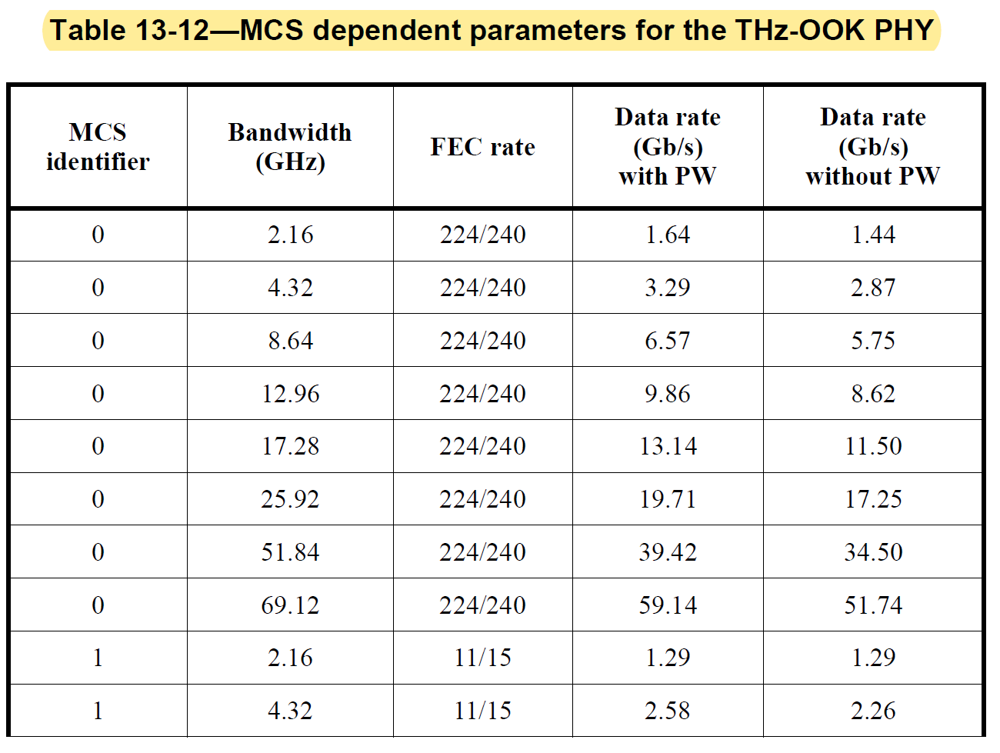 Table 13-12—MCS dependent parameters for the THz-OOK PHY
MCS identifier Bandwidth (GHz) FEC rate Data rate (Gb/s) with PW Data rate (Gb/s) without PW
0 2.16 224/240 1.64 1.44
0 4.32 224/240 3.29 2.87
0 8.64 224/240 6.57 5.75
0 12.96 224/240 9.86 8.62
0 17.28 224/240 13.14 11.50
0 25.92 224/240 19.71 17.25
0 51.84 224/240 39.42 34.50
0 69.12 224/240 59.14 51.74
1 2.16 11/15 1.29 1.29
1 4.32 11/15 2.58 2.26